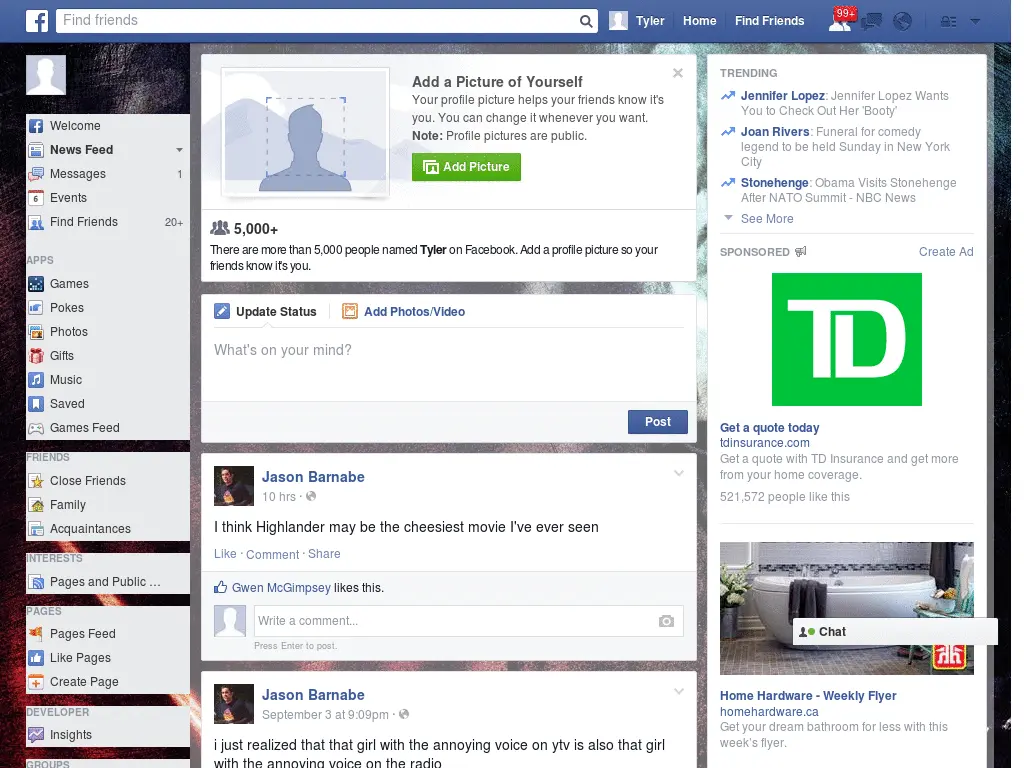 Find friends
Tyler
Home
Find Friends
99+
Welcome
News Feed
Messages 1
6 Events
Find Friends 20+
APPS
Games
Pokes
Photos
Gifts
Music
Saved
Games Feed
FRIENDS
Close Friends
Family
Acquaintances
INTERESTS
Pages and Public ...
PAGES
Pages Feed
Like Pages
Create Page
DEVELOPER
Insights
GROUPS
Add a Picture of Yourself
Your profile picture helps your friends know it's
you. You can change it whenever you want.
Note: Profile pictures are public.
Add Picture
5,000+
There are more than 5,000 people named Tyler on Facebook. Add a profile picture so your
friends know it's you.
Update Status
Add Photos/Video
What's on your mind?
Post
Jason Barnabe
10 hrs ·
I think Highlander may be the cheesiest movie I've ever seen
Like · Comment · Share
Gwen McGimpsey likes this.
Write a comment...
Press Enter to post.
Jason Barnabe
September 3 at 9:09pm ·
i just realized that that girl with the annoying voice on ytv is also that girl
with the annoying voice on the radio
TRENDING
Jennifer Lopez: Jennifer Lopez Wants
You to Check Out Her 'Booty'
Joan Rivers: Funeral for comedy
legend to be held Sunday in New York
City
Stonehenge: Obama Visits Stonehenge
After NATO Summit - NBC News
See More
SPONSORED
Create Ad
TD
Get a quote today
tdinsurance.com
Get a quote with TD Insurance and get more
from your home coverage.
521,572 people like this
Chat
Home Hardware - Weekly Flyer
homehardware.ca
Get your dream bathroom for less with this
week's flyer.